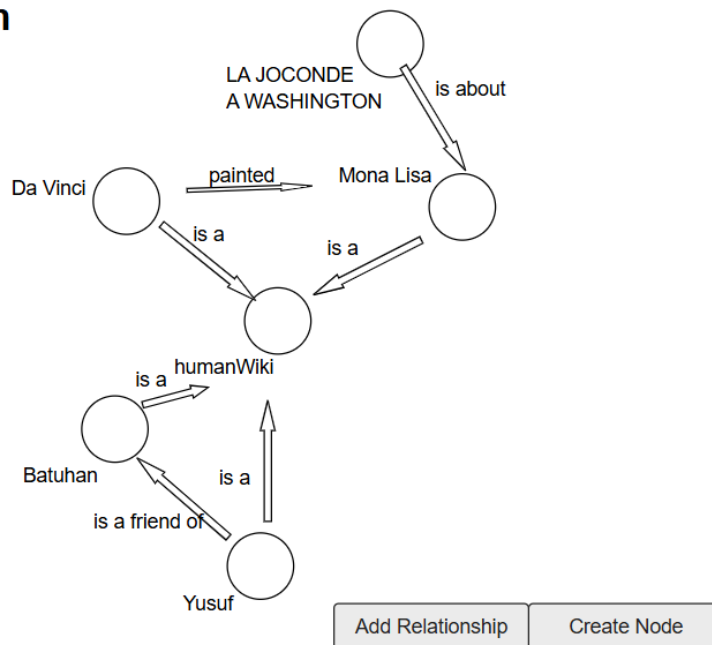 n
LA JOCONDE
A WASHINGTON
is about
Da Vinci
painted
Mona Lisa
is a
is a
humanWiki
is a
Batuhan
is a
is a friend of
Yusuf
Add Relationship
Create Node